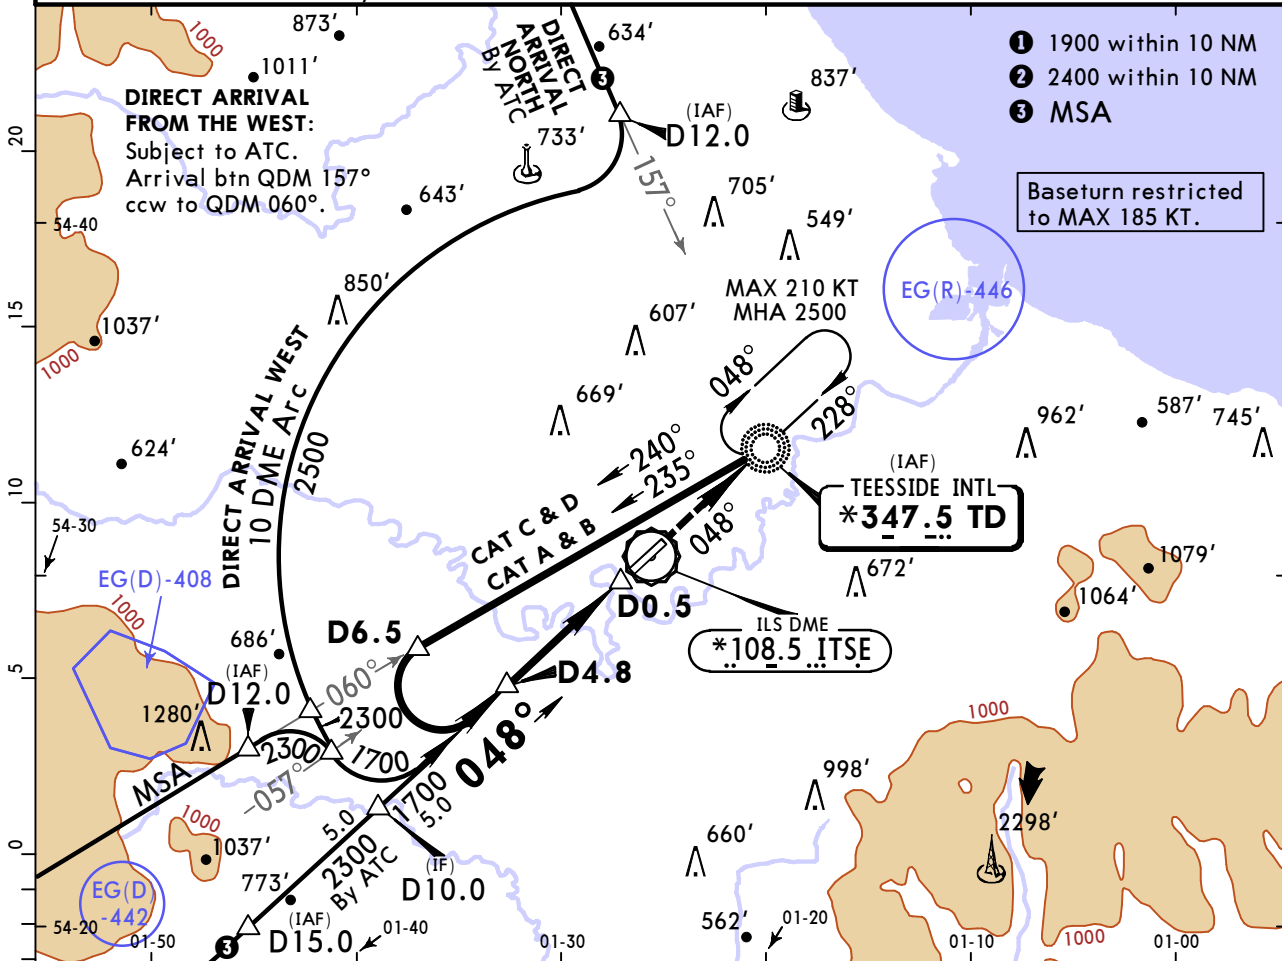 873’
1000
1011’
DIRECT ARRIVAL
FROM THE WEST:
Subject to ATC.
Arrival btn QDM 157°
ccw to QDM 060°.
DIRECT
ARRIVAL
NORTH
By ATC
634’
3
(IAF)
D12.0
733’
837’
1 1900 within 10 NM
2 2400 within 10 NM
3 MSA
Baseturn restricted
to MAX 185 KT.
20
54-40
643’
157°
705’
549’
850’
15
1037’
1000
MAX 210 KT
MHA 2500
EG(R)-446
607’
048°
228°
669’
962’
587’
745’
624’
DIRECT ARRIVAL WEST
10 DME Arc
2500
240°
235°
CAT C & D
CAT A & B
048°
(IAF)
TEESSIDE INTL
*347.5 TD
10
54-30
EG(D)-408
1000
672’
1079’
1064’
D0.5
ILS DME
*108.5 ITSE
D6.5
D4.8
686’
(IAF)
D12.0
5
060°
2300
1280’
2300
1700
057°
048°
MSA
1000
1037’
1700
5.0
5.0
2300
By ATC
(IF)
D10.0
1000
998’
2298’
660’
0
773’
(IAF)
D15.0
3
EG(D)
-442
54-20
01-50
01-40
01-30
562’
01-20
01-10
1000
01-00